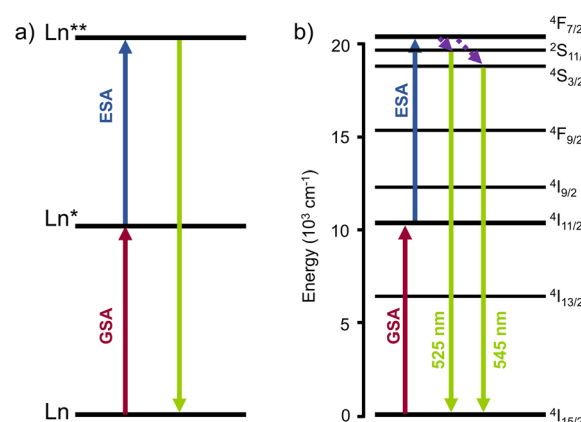 a)
Ln**
ESA
Ln*
GSA
Ln
b)
Energy (10³ cm⁻¹)
20
15
10
5
0
ESA
GSA
525 nm
545 nm
⁴F₇/₂
²S₁₁/
⁴S₃/₂
⁴F₉/₂
⁴I₉/₂
⁴I₁₁/₂
⁴I₁₃/₂
⁴I₁₅/₂